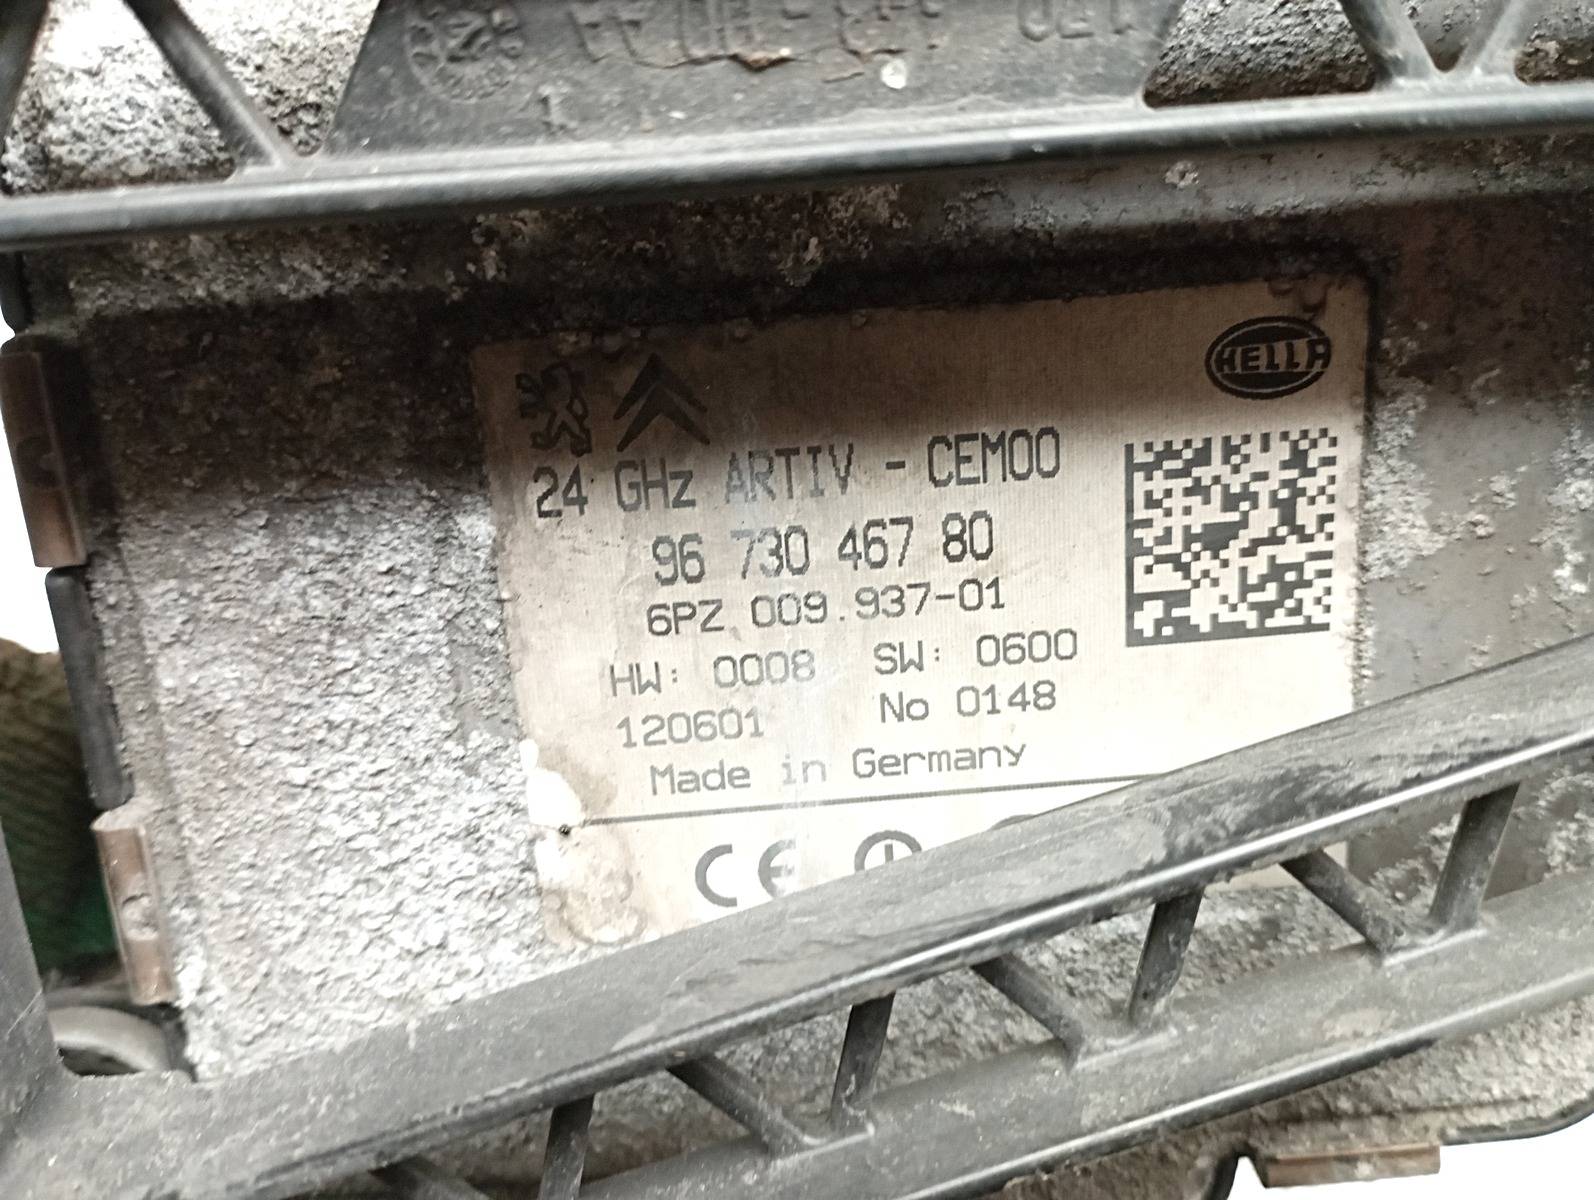 HELLA
24 GHz ARTIV - CEM00
96 730 467 80
6PZ 009.937-01
HW: 0008 SW: 0600
120601 No 0148
Made in Germany
CE